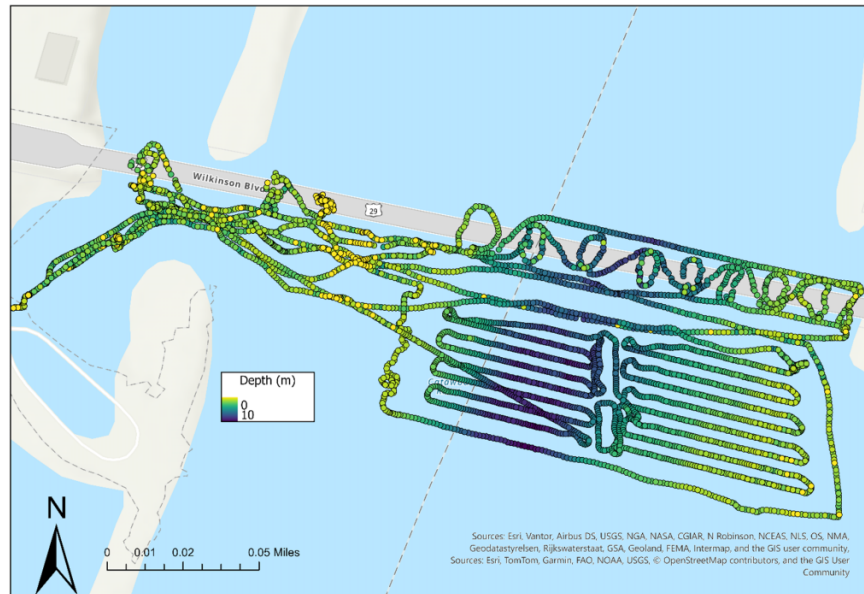 Wilkinson Blvd
29
Depth (m)
0
10
Cataw
N
0 0.01 0.02 0.05 Miles
Sources: Esri, Vantor, Airbus DS, USGS, NGA, NASA, CGIAR, N Robinson, NCEAS, NLS, OS, NMA,
Geodatastyrelsen, Rijkswaterstaat, GSA, Geoland, FEMA, Intermap, and the GIS user community,
Sources: Esri, TomTom, Garmin, FAO, NOAA, USGS, © OpenStreetMap contributors, and the GIS User
Community